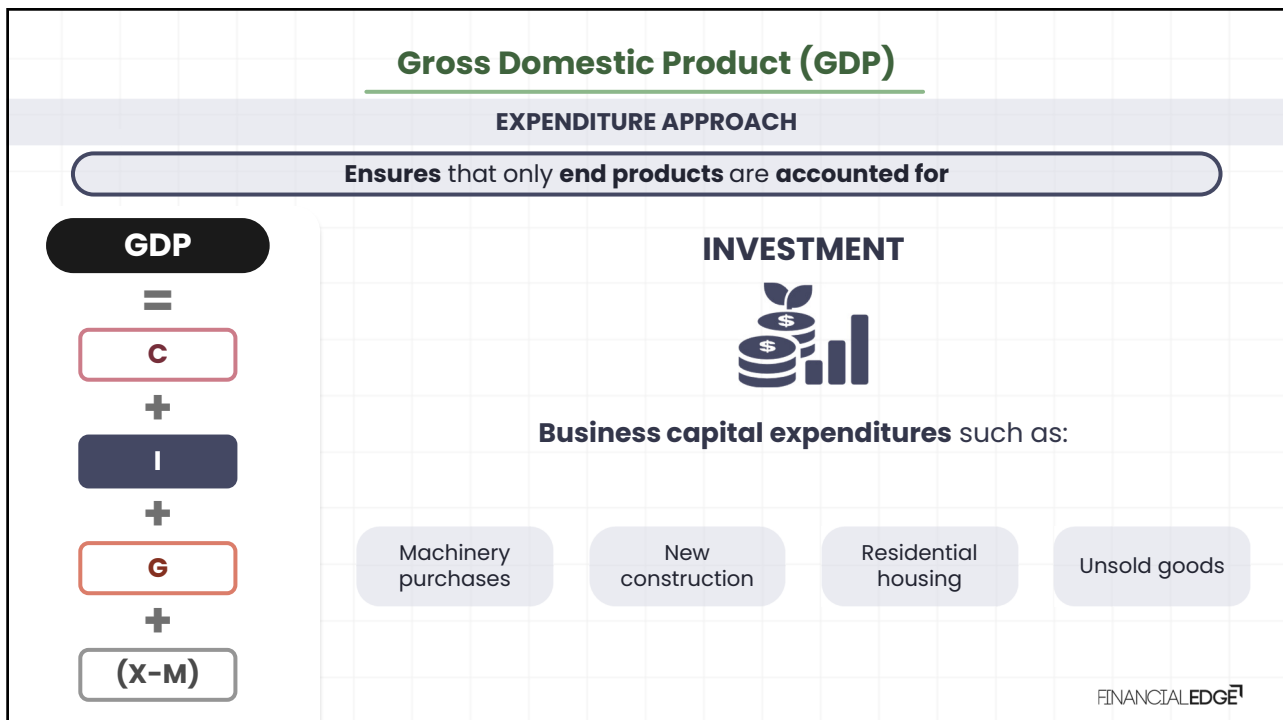 Gross Domestic Product (GDP)
EXPENDITURE APPROACH
Ensures that only end products are accounted for
GDP
=
C
+
I
+
G
+
(X-M)
INVESTMENT
$
$
Business capital expenditures such as:
Machinery
purchases
New
construction
Residential
housing
Unsold goods
FINANCIALEDGE